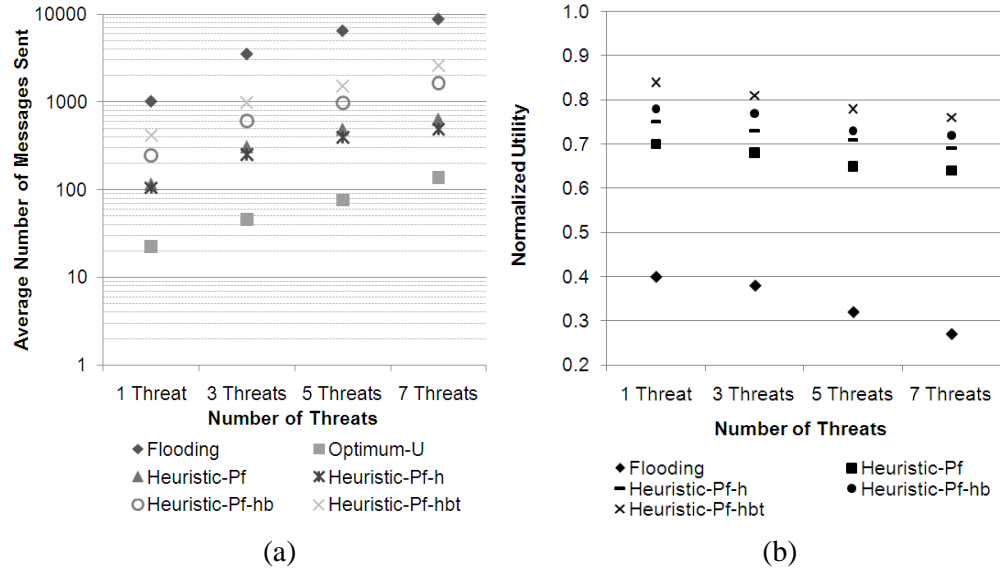 10000
1000
100
10
1
Average Number of Messages Sent
1 Threat 3 Threats 5 Threats 7 Threats
Number of Threats
Flooding Optimum-U
Heuristic-Pf Heuristic-Pf-h
Heuristic-Pf-hb Heuristic-Pf-hbt
(a)
1.0
0.9
0.8
0.7
0.6
0.5
0.4
0.3
0.2
Normalized Utility
1 Threat 3 Threats 5 Threats 7 Threats
Number of Threats
Flooding Heuristic-Pf
Heuristic-Pf-h Heuristic-Pf-hb
Heuristic-Pf-hbt
(b)